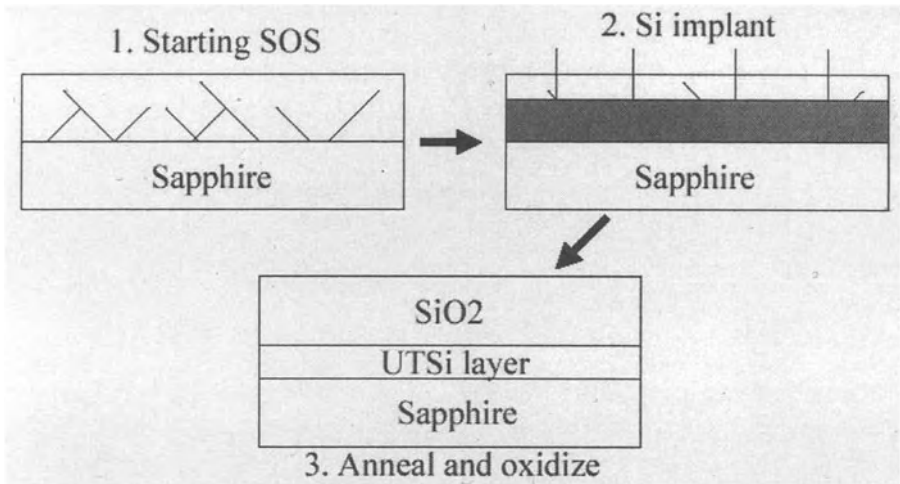 1. Starting SOS
2. Si implant
Sapphire
Sapphire
SiO2
UTSi layer
Sapphire
3. Anneal and oxidize